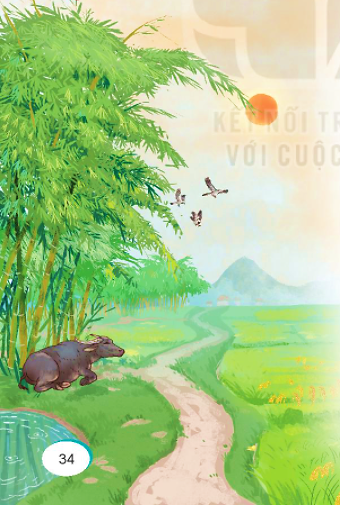 KẾT NỐI TR
VỚI CUỘC
34